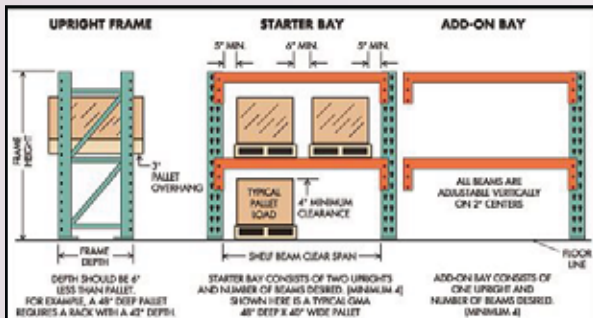 UPRIGHT FRAME
STARTER BAY
ADD-ON BAY
5" MIN.
6" MIN.
5" MIN.
FRAME
HEIGHT
3"
PALLET
OVERHANG
TYPICAL
PALLET
LOAD
4" MINIMUM
CLEARANCE
ALL BEAMS ARE
ADJUSTABLE VERTICALLY
ON 2" CENTERS
FRAME
DEPTH
SHELF BEAM CLEAR SPAN
FLOOR
LINE
DEPTH SHOULD BE 6"
LESS THAN PALLET.
FOR EXAMPLE, A 48" DEEP PALLET
REQUIRES A RACK WITH A 42" DEPTH.
STARTER BAY CONSISTS OF TWO UPRIGHTS
AND NUMBER OF BEAMS DESIRED. (MINIMUM 4)
SHOWN HERE IS A TYPICAL GMA
48" DEEP X 40" WIDE PALLET
ADD-ON BAY CONSISTS OF
ONE UPRIGHT AND
NUMBER OF BEAMS DESIRED.
(MINIMUM 4)